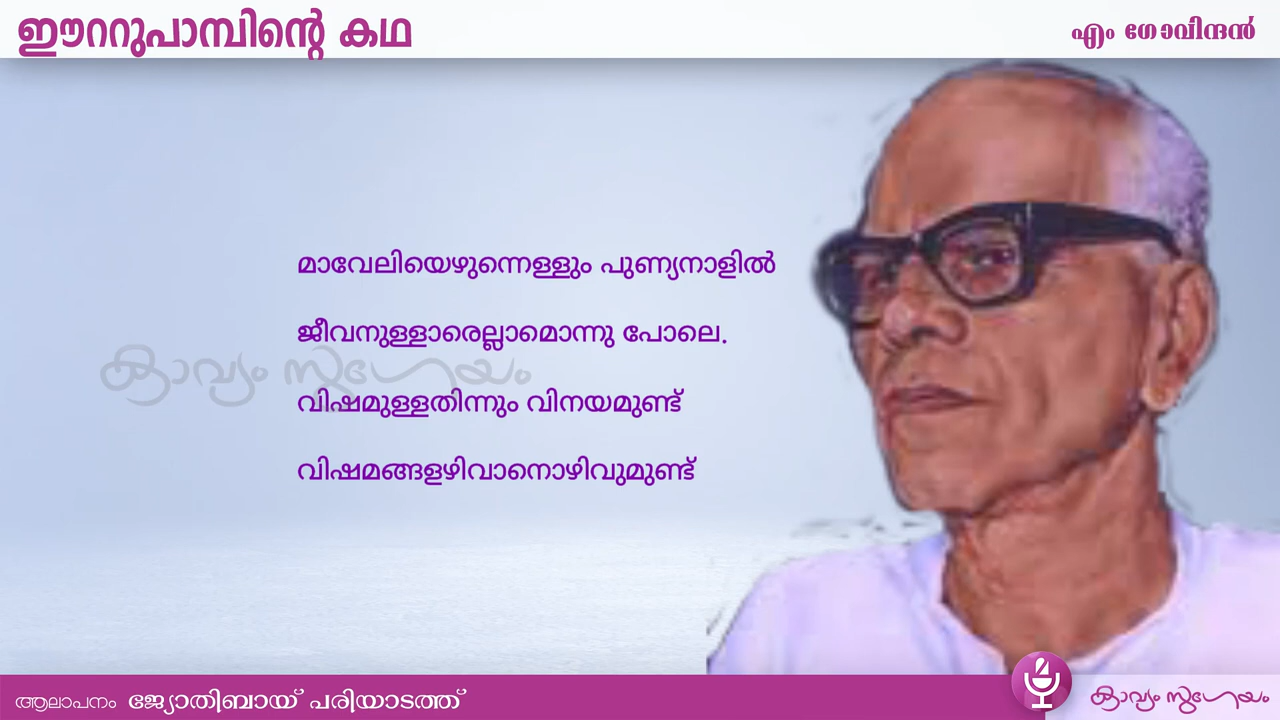 ഈററുപാമ്പിന്റെ കഥ
എം ഗോവിന്ദൻ
മാവേലിയെഴുന്നെള്ളും പുണ്യനാളിൽ
ജീവനുള്ളാരെല്ലാമൊന്നു പോലെ.
കാവ്യം സുഗേയം
വിഷമുള്ളതിന്നും വിനയമുണ്ട്
വിഷമങ്ങളഴിവാനൊഴിവുമുണ്ട്
ആലാപനം ജ്യോതിബായ് പരിയാടത്ത്
കാവ്യം സുഗേയം